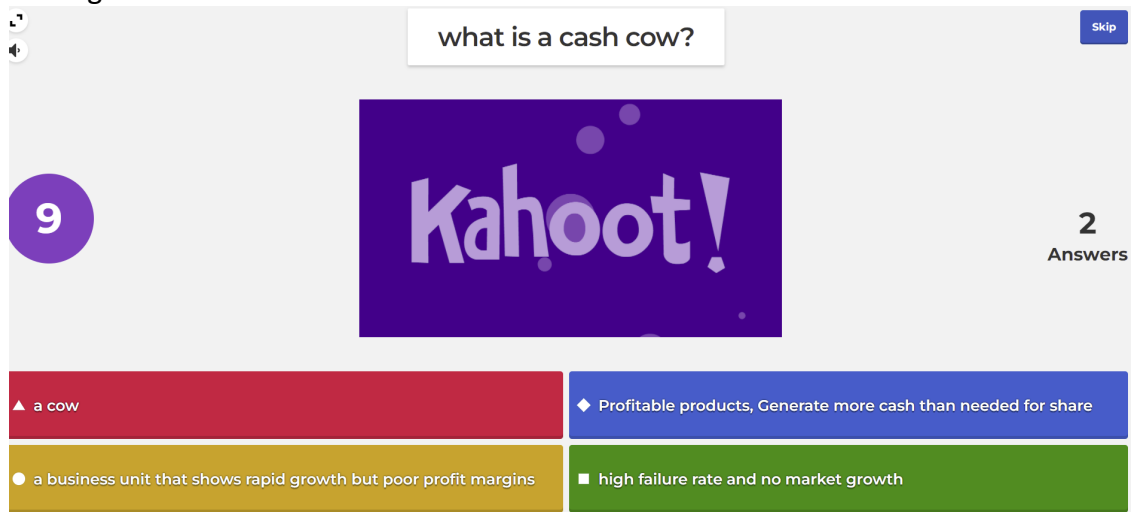 what is a cash cow?
Skip
Kahoot!
9
2
Answers
a cow
Profitable products, Generate more cash than needed for share
a business unit that shows rapid growth but poor profit margins
high failure rate and no market growth